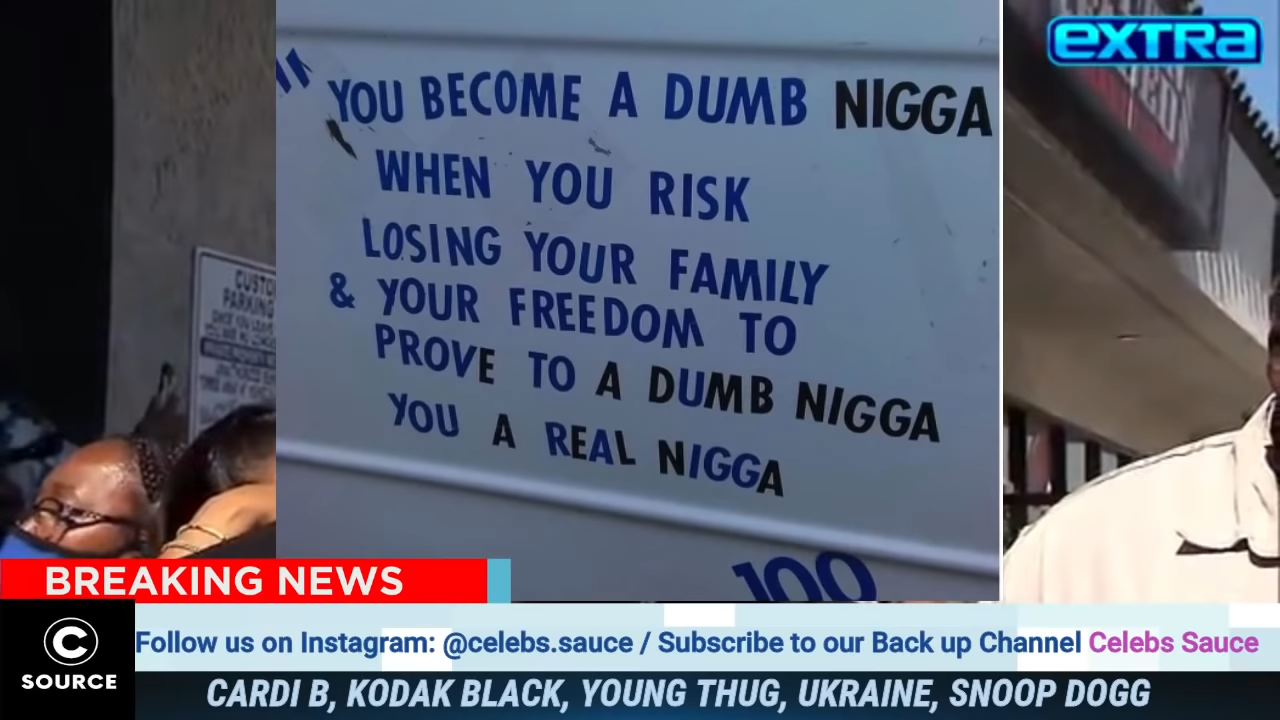 extra
"YOU BECOME A DUMB NIGGA
WHEN YOU RISK
LOSING YOUR FAMILY
& YOUR FREEDOM TO
PROVE TO A DUMB NIGGA
YOU A REAL NIGGA
100
PARKING
BREAKING NEWS
C
SOURCE
Follow us on Instagram: @celebs.sauce / Subscribe to our Back up Channel Celebs Sauce
CARDI B, KODAK BLACK, YOUNG THUG, UKRAINE, SNOOP DOGG